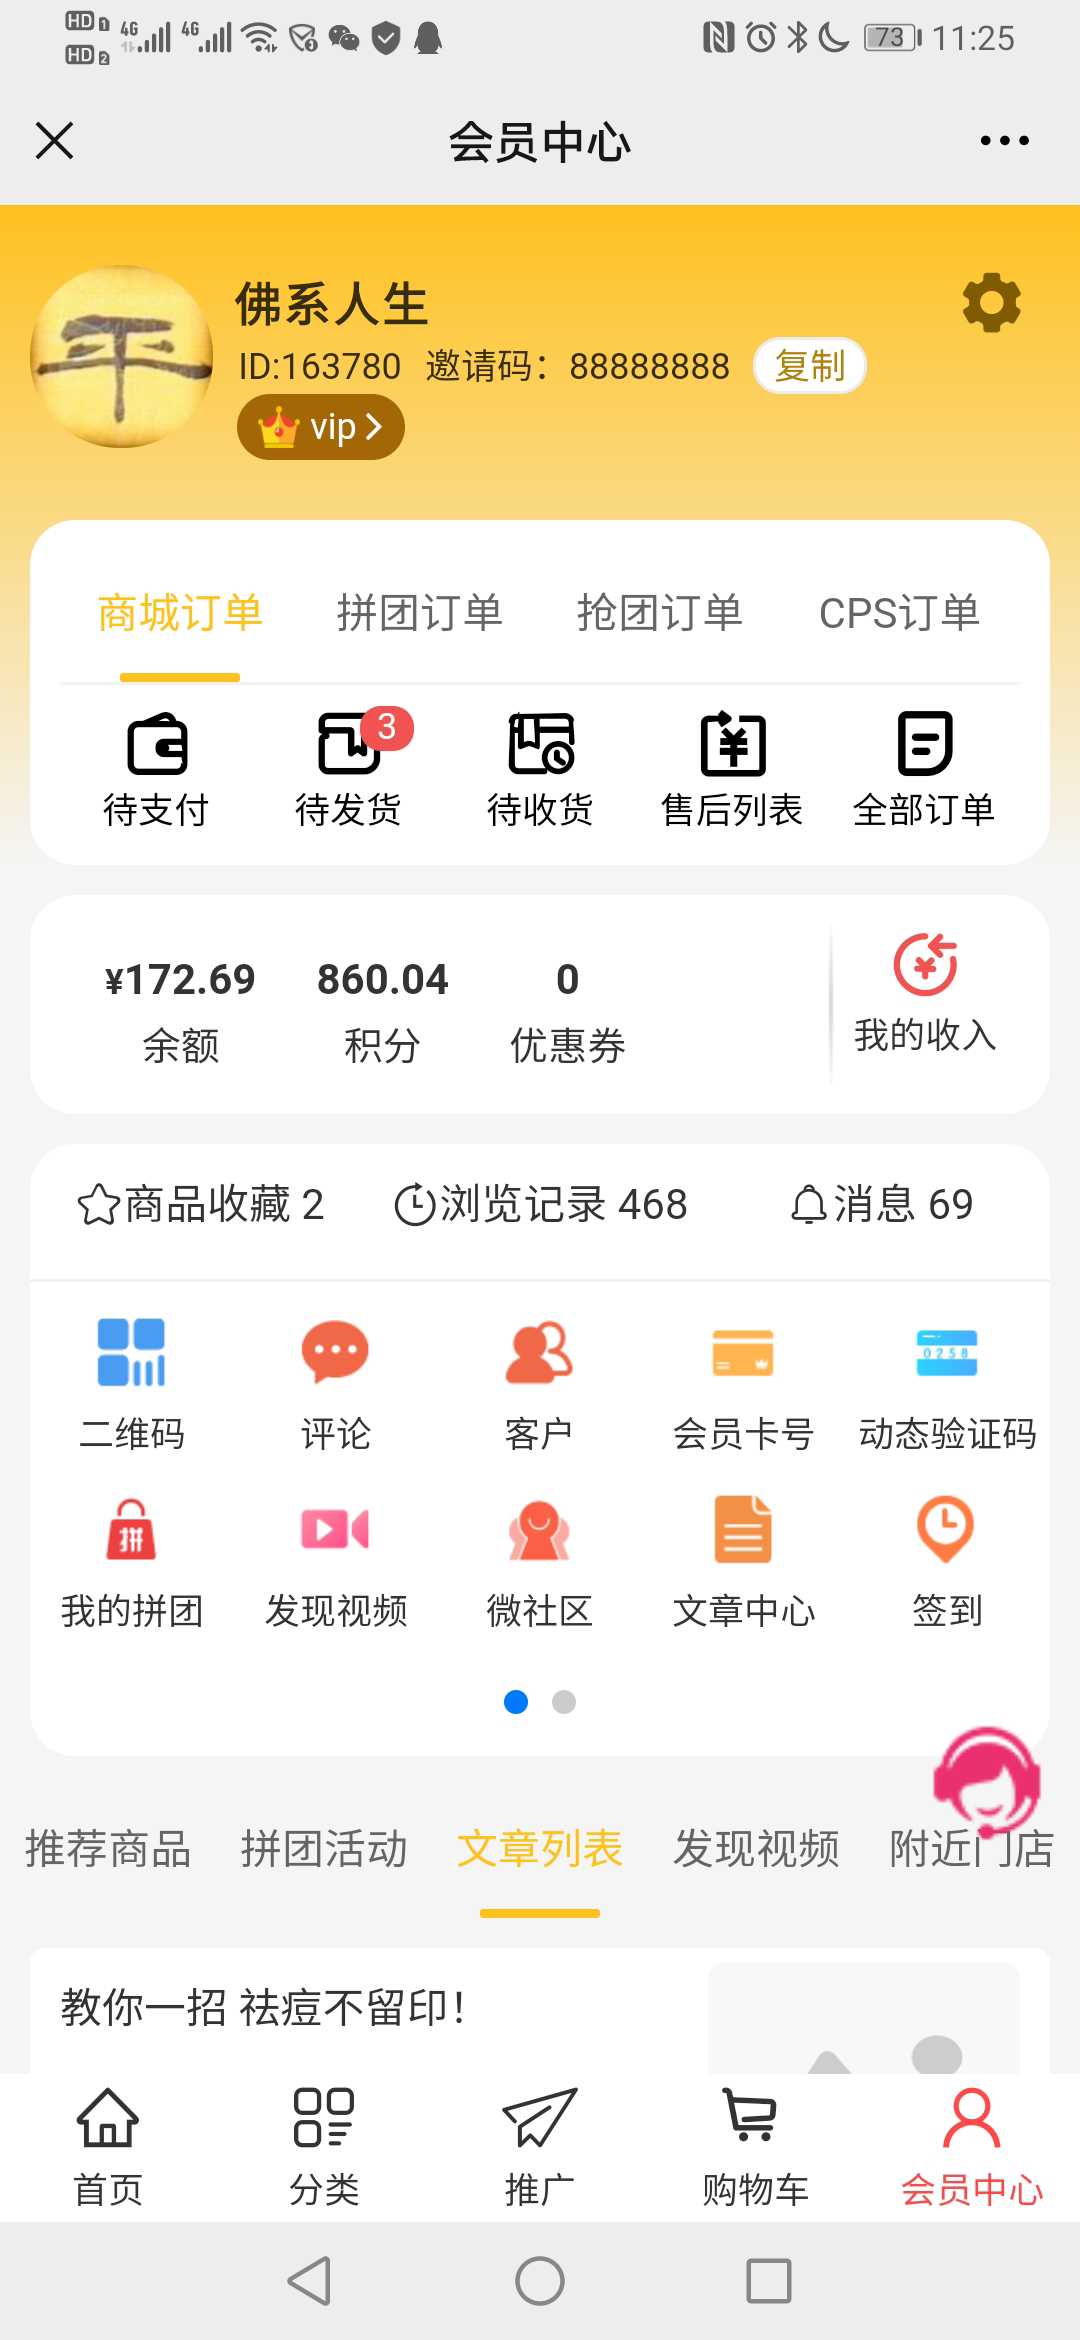 HD 1 4G 4G 73 11:25
HD 2
会员中心
佛系人生
ID:163780 邀请码：88888888 复制
vip
平
商城订单 拼团订单 抢团订单 CPS订单
3
待支付 待发货 待收货 售后列表 全部订单
¥172.69 860.04 0
余额 积分 优惠券 我的收入
商品收藏 2 浏览记录 468 消息 69
0258
二维码 评论 客户 会员卡号 动态验证码
拼
我的拼团 发现视频 微社区 文章中心 签到
推荐商品 拼团活动 文章列表 发现视频 附近门店
教你一招 祛痘不留印！
首页 分类 推广 购物车 会员中心